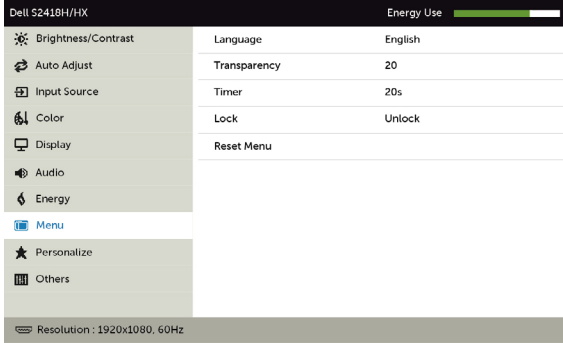 Dell S2418H/HX Energy Use
Brightness/Contrast Language English
Auto Adjust Transparency 20
Input Source Timer 20s
Color Lock Unlock
Display Reset Menu
Audio
Energy
Menu
Personalize
Others
Resolution : 1920x1080, 60Hz